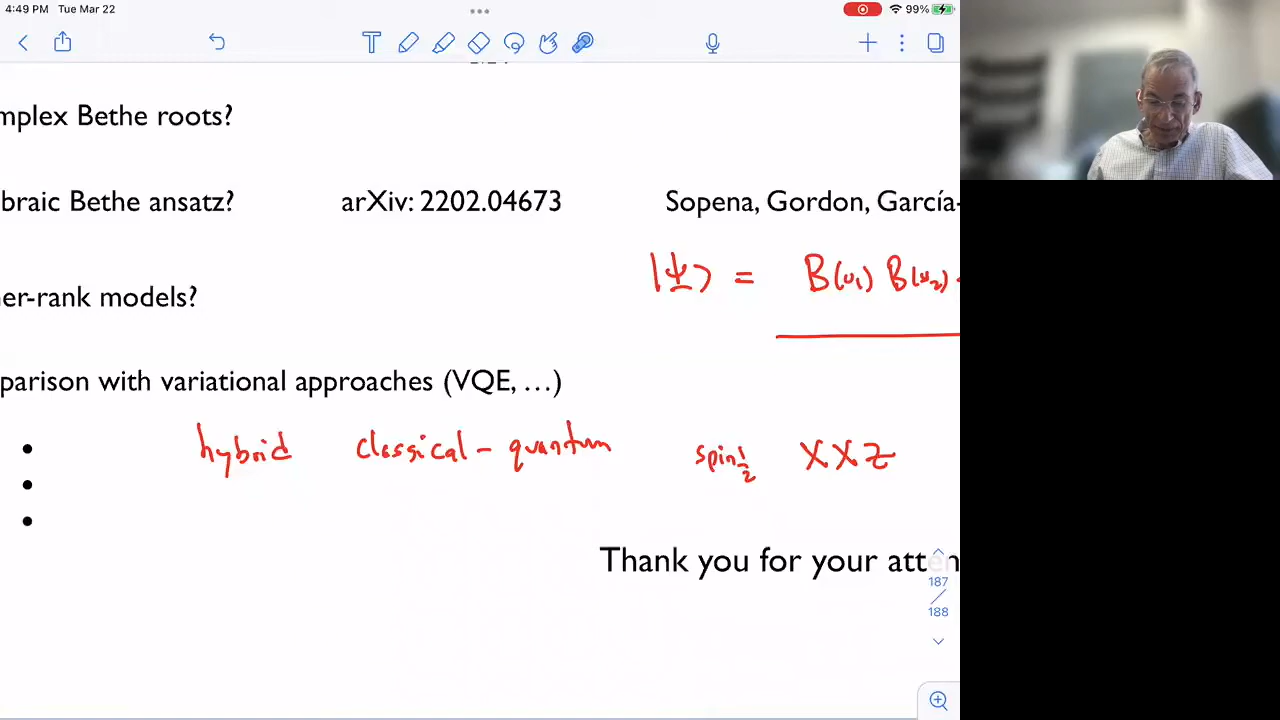 4:49 PM Tue Mar 22
99%
mplex Bethe roots?
braic Bethe ansatz? arXiv: 2202.04673 Sopena, Gordon, García-
|Ψ⟩ = B(u₁) B(u₂)
er-rank models?
parison with variational approaches (VQE, …)
• hybrid classical - quantum spin ½ XXZ
•
•
Thank you for your atten
187
188